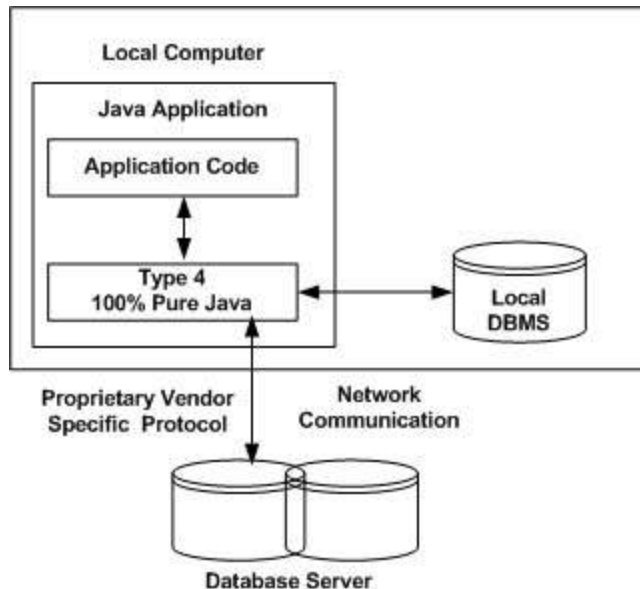 Local Computer
Java Application
Application Code
Type 4
100% Pure Java
Local
DBMS
Proprietary Vendor
Specific Protocol
Network
Communication
Database Server